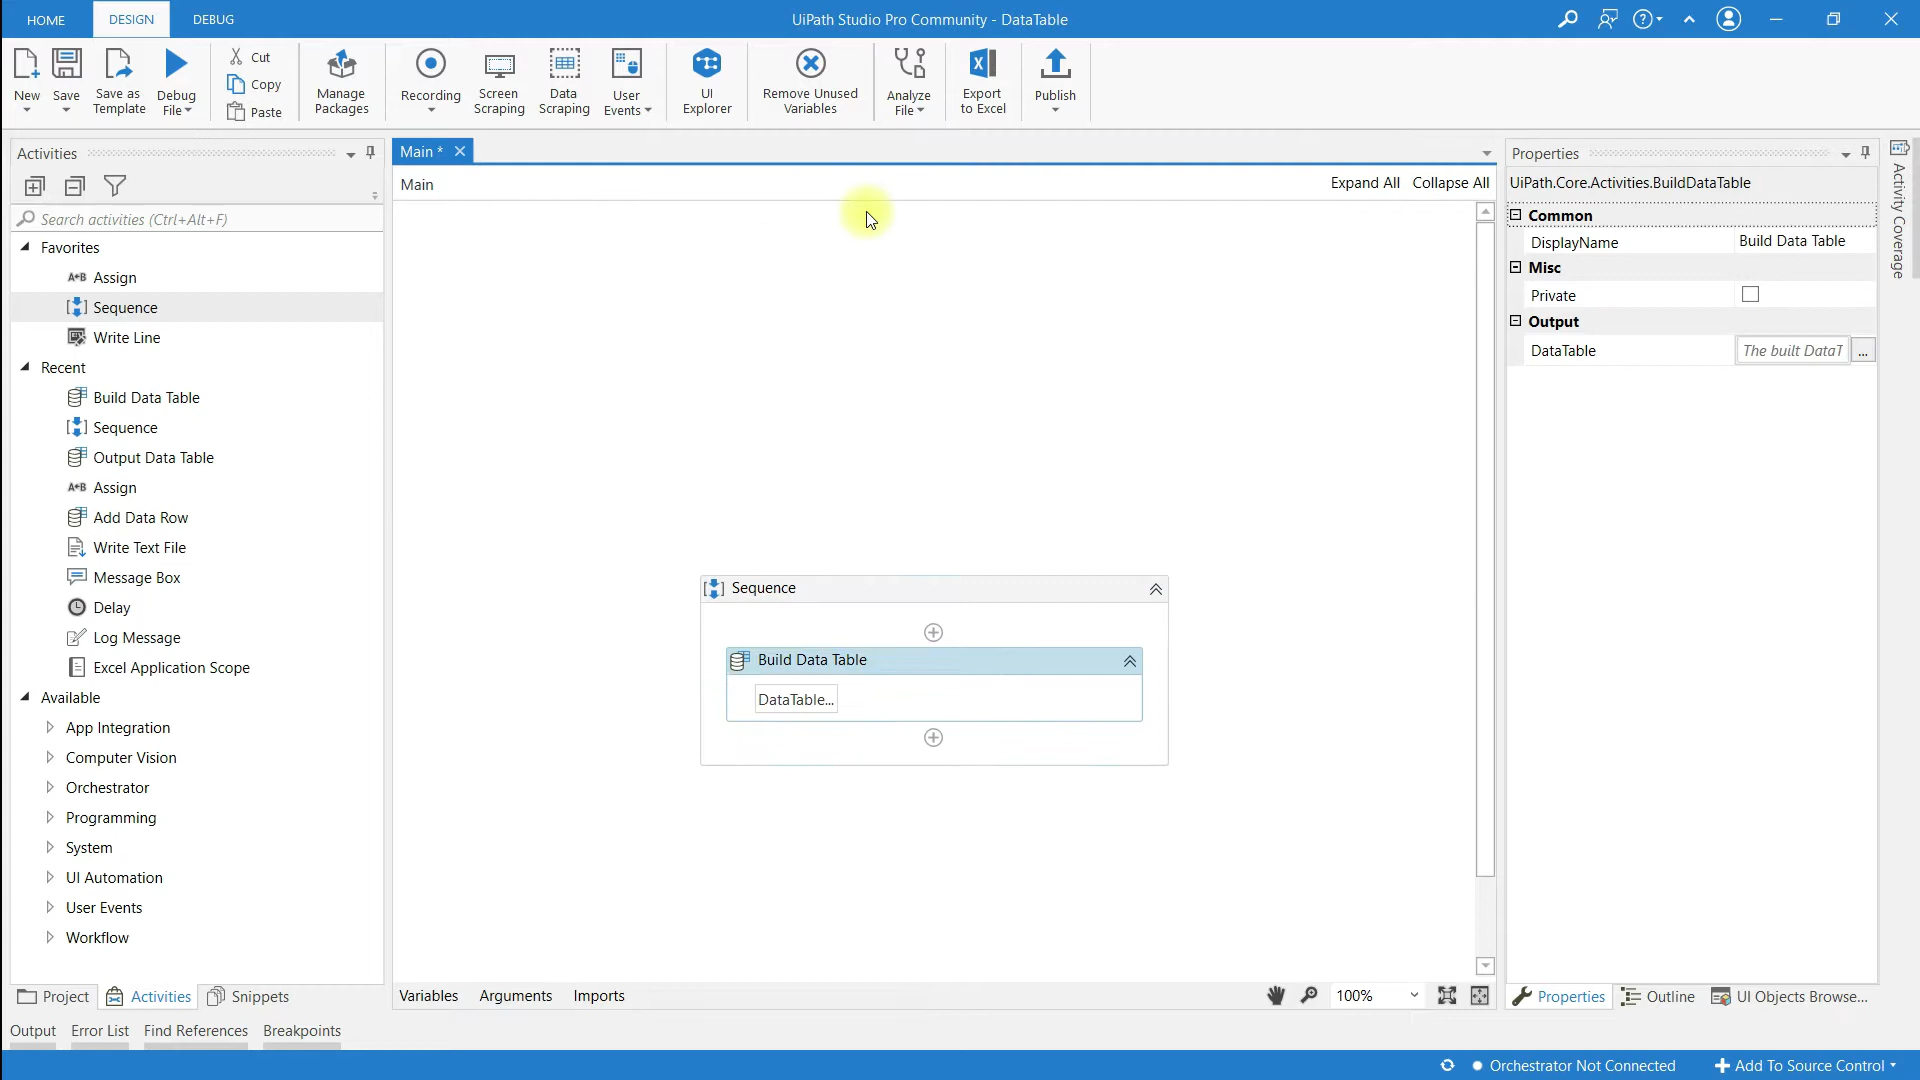 HOME DESIGN DEBUG UiPath Studio Pro Community - DataTable
New Save Save as Template Debug File Cut Copy Paste Manage Packages Recording Screen Scraping Data Scraping User Events UI Explorer Remove Unused Variables Analyze File Export to Excel Publish
Activities
Search activities (Ctrl+Alt+F)
Favorites
Assign
Sequence
Write Line
Recent
Build Data Table
Sequence
Output Data Table
Assign
Add Data Row
Write Text File
Message Box
Delay
Log Message
Excel Application Scope
Available
App Integration
Computer Vision
Orchestrator
Programming
System
UI Automation
User Events
Workflow
Project Activities Snippets
Main *
Main Expand All Collapse All
Sequence
Build Data Table
DataTable...
Variables Arguments Imports 100%
Properties
UiPath.Core.Activities.BuildDataTable
Common
DisplayName Build Data Table
Misc
Private
Output
DataTable The built DataT ...
Properties Outline UI Objects Browse...
Activity Coverage
Output Error List Find References Breakpoints
Orchestrator Not Connected Add To Source Control